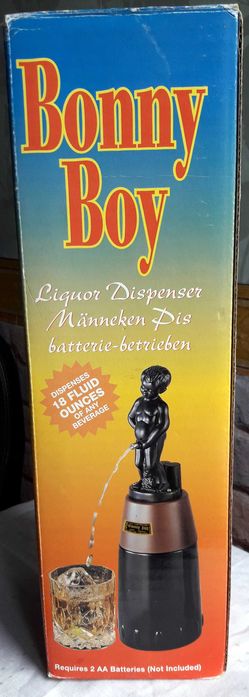 Bonny
Boy
Liquor Dispenser
Männeken Pis
batterie-betrieben
DISPENSES
18 FLUID
OUNCES
OF ANY
BEVERAGE
Requires 2 AA Batteries (Not Included)